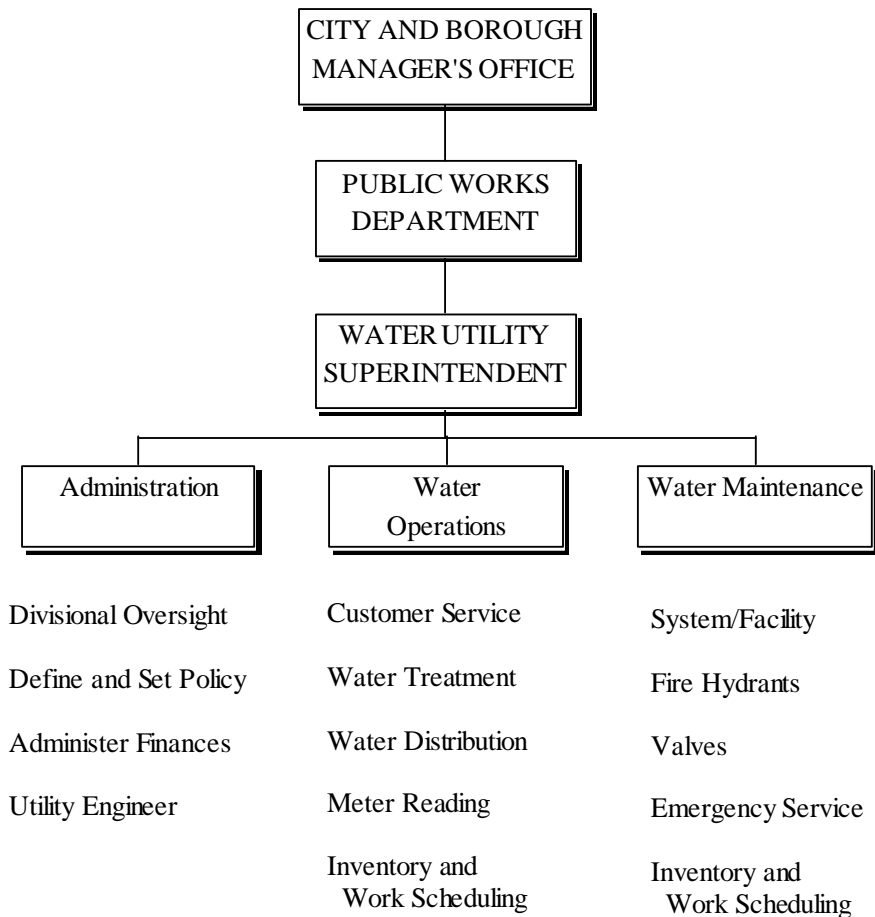 CITY AND BOROUGH
MANAGER'S OFFICE
PUBLIC WORKS
DEPARTMENT
WATER UTILITY
SUPERINTENDENT
Administration
Divisional Oversight
Define and Set Policy
Administer Finances
Utility Engineer
Water
Operations
Customer Service
Water Treatment
Water Distribution
Meter Reading
Inventory and
Work Scheduling
Water Maintenance
System/Facility
Fire Hydrants
Valves
Emergency Service
Inventory and
Work Scheduling